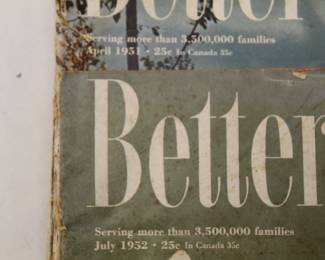 Better
Serving more than 3,500,000 families
April 1951 • 25c In Canada 35c
Better
Serving more than 3,500,000 families
July 1952 • 25c In Canada 35c